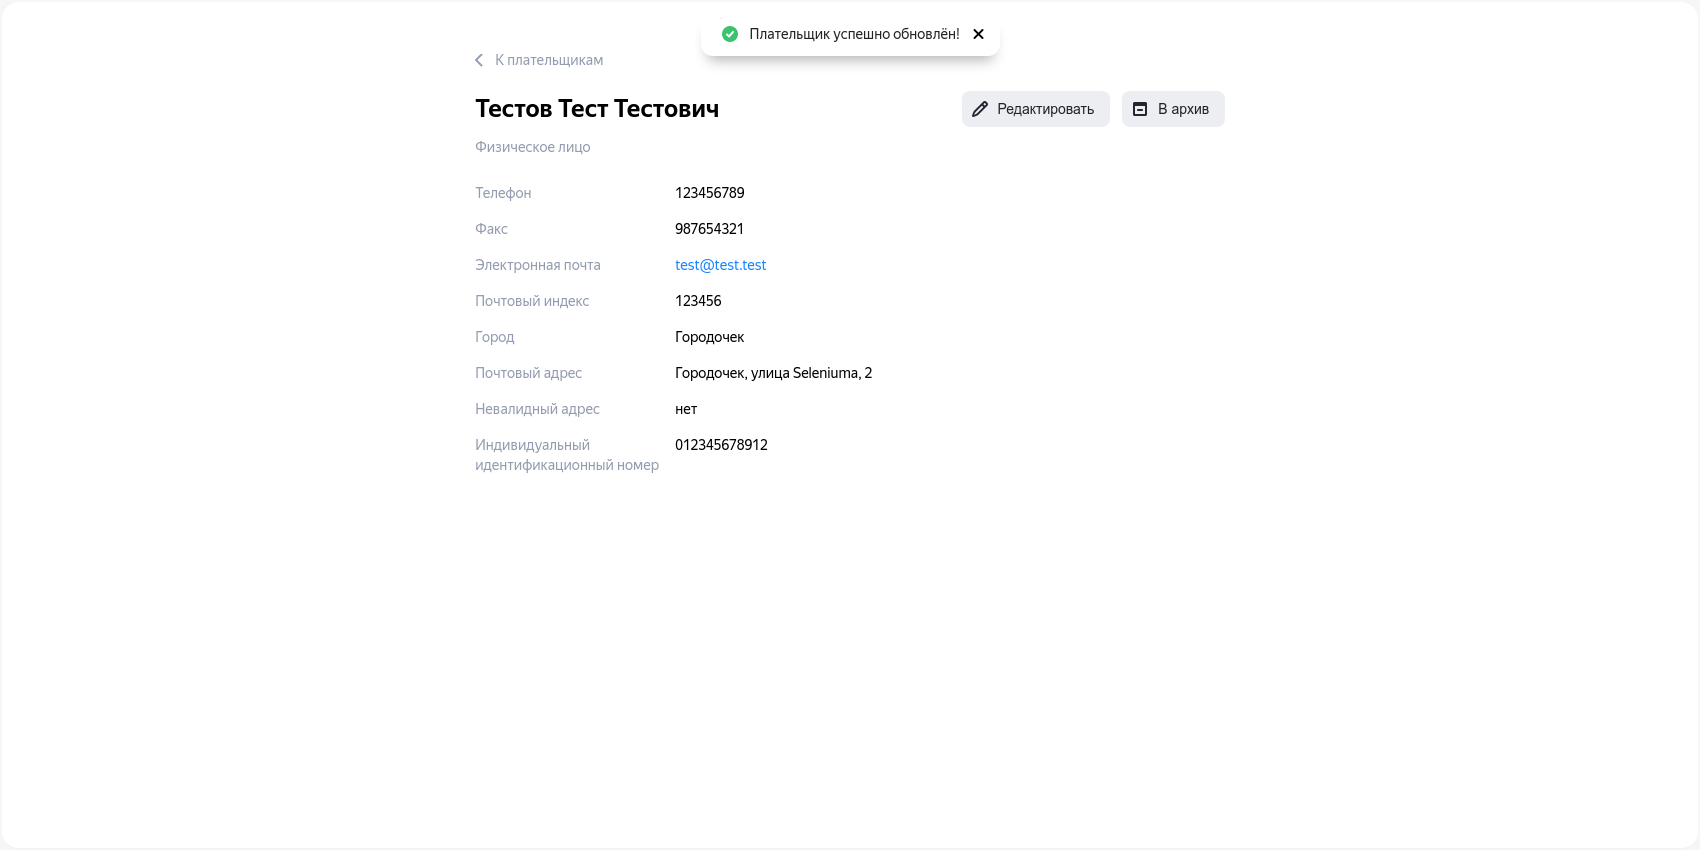 Плательщик успешно обновлён!
К плательщикам
Тестов Тест Тестович
Редактировать
В архив
Физическое лицо
Телефон 123456789
Факс 987654321
Электронная почта test@test.test
Почтовый индекс 123456
Город Городочек
Почтовый адрес Городочек, улица Seleniuma, 2
Невалидный адрес нет
Индивидуальный 012345678912
идентификационный номер